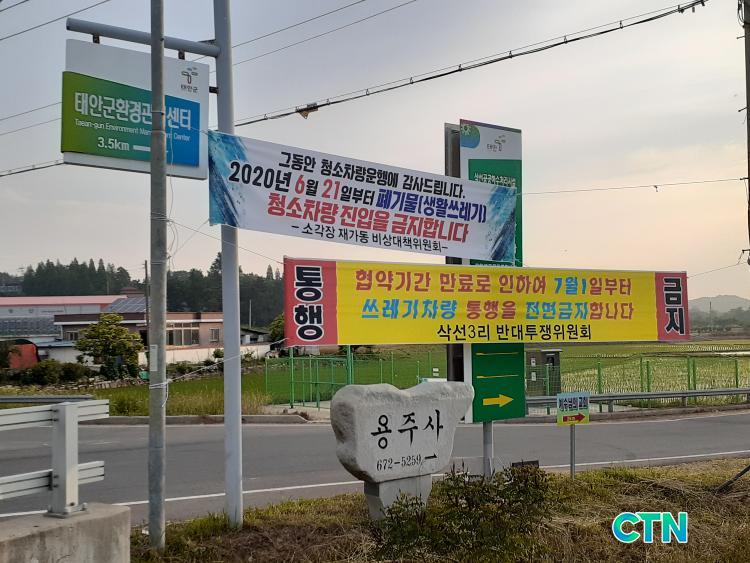 태안군
태안군환경관리센터
Taean-gun Environment Management Center
3.5km
태안군
그동안 청소차량운행에 감사드립니다.
2020년 6월 21일부터 폐기물(생활쓰레기)
청소차량 진입을 금지합니다
- 소각장 재가동 비상대책위원회 -
통행
협약기간 만료로 인하여 7월1일부터
쓰레기차량 통행을 전면금지합니다
삭선3리 반대투쟁위원회
금지
용주사
672-5259
CTN